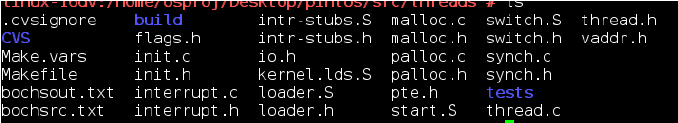 linux-1odv:/home/osproj/Desktop/pintos/src/threads # ls
.cvsignore build intr-stubs.S malloc.c switch.S thread.h
CVS flags.h intr-stubs.h malloc.h switch.h vaddr.h
Make.vars init.c io.h palloc.c synch.c
Makefile init.h kernel.lds.S palloc.h synch.h
bochsout.txt interrupt.c loader.S pte.h tests
bochsrc.txt interrupt.h loader.h start.S thread.c